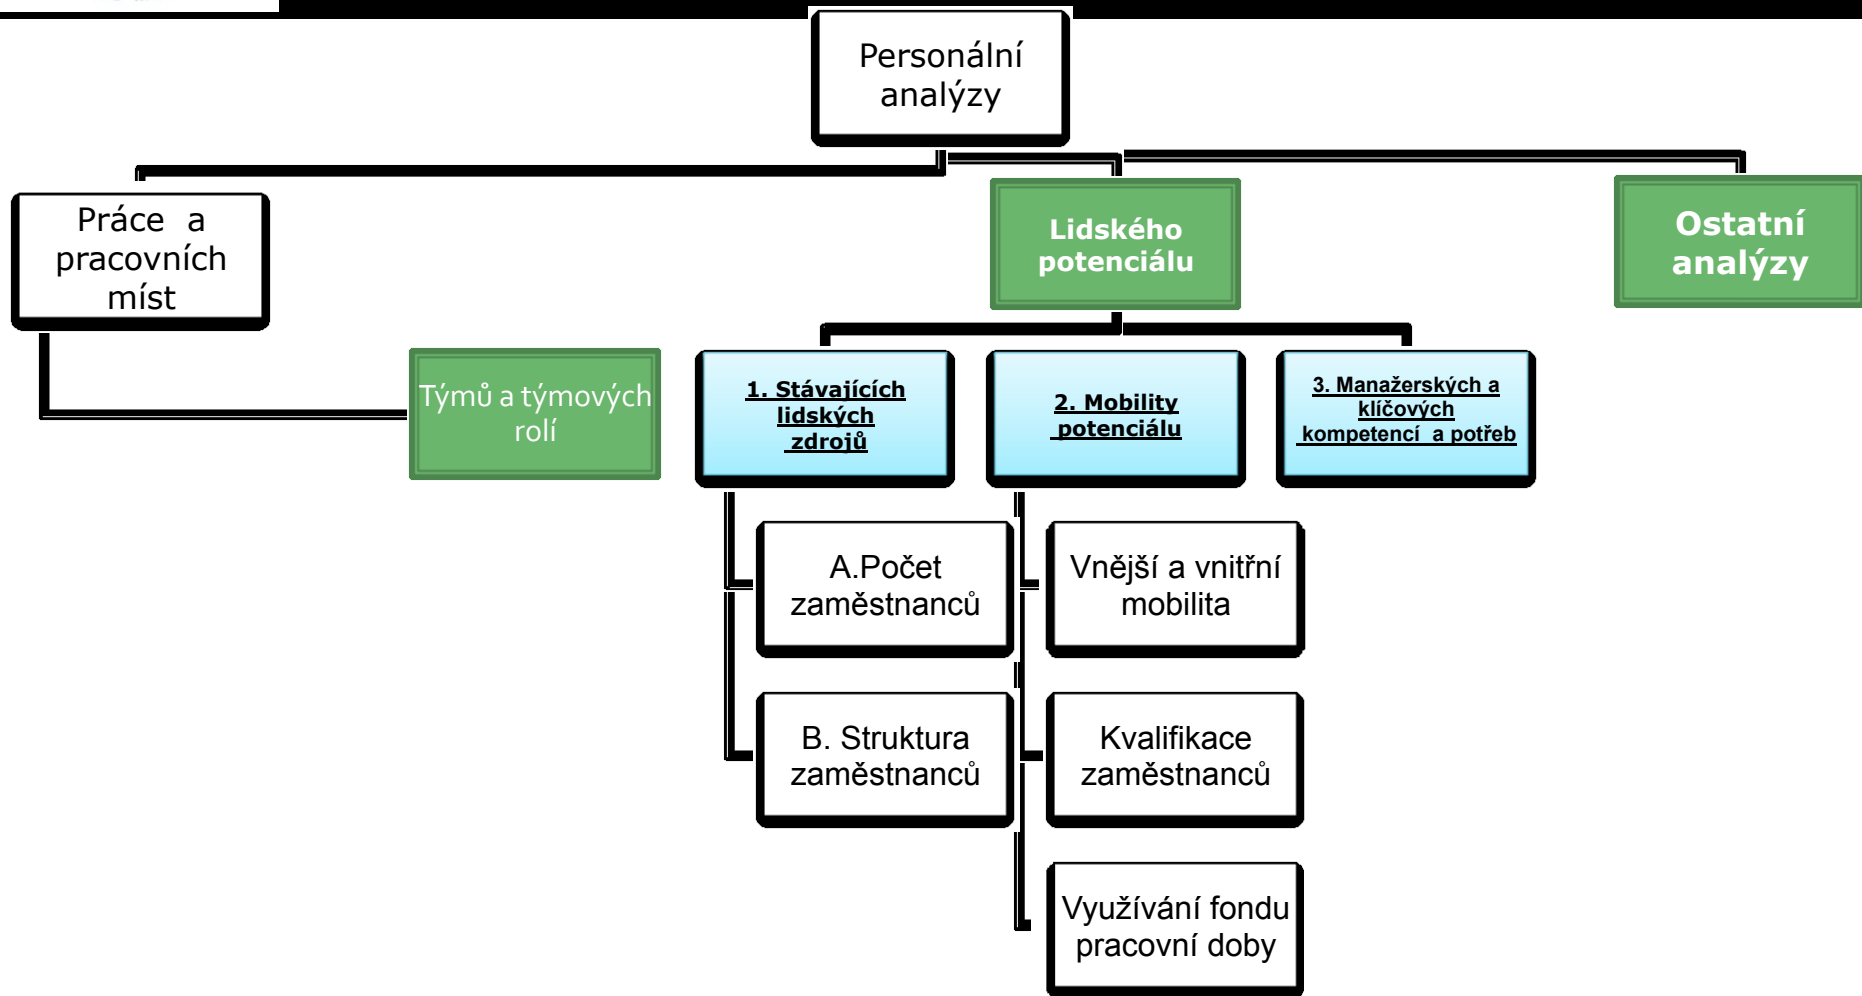 Personální
analýzy
Práce a
pracovních
míst
Lidského
potenciálu
Ostatní
analýzy
Týmů a týmových
rolí
1. Stávajících
lidských
zdrojů
2. Mobility
potenciálu
3. Manažerských a
klíčových
kompetencí a potřeb
A.Počet
zaměstnanců
Vnější a vnitřní
mobilita
B. Struktura
zaměstnanců
Kvalifikace
zaměstnanců
Využívání fondu
pracovní doby